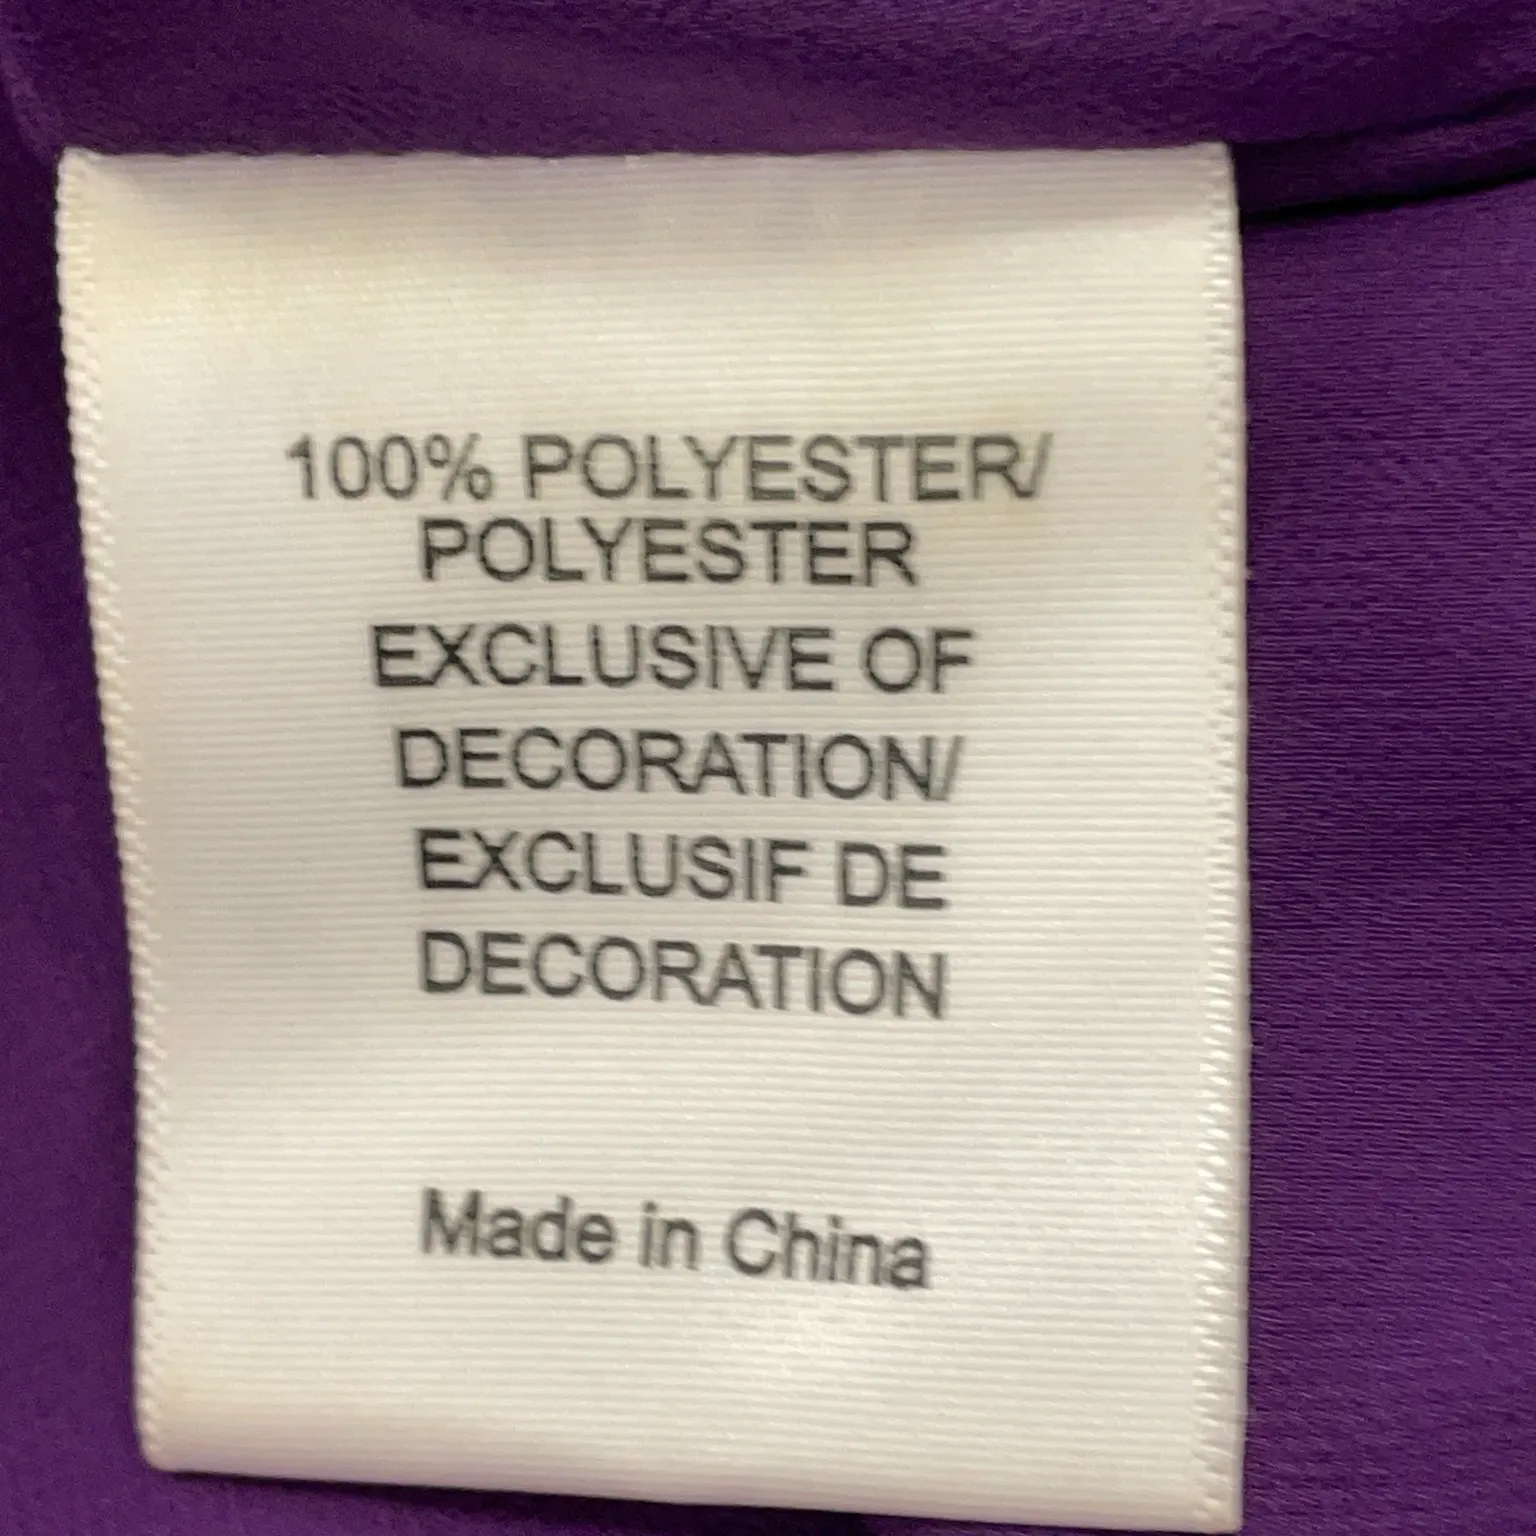 100% POLYESTER/
POLYESTER
EXCLUSIVE OF
DECORATION/
EXCLUSIF DE
DECORATION
Made in China